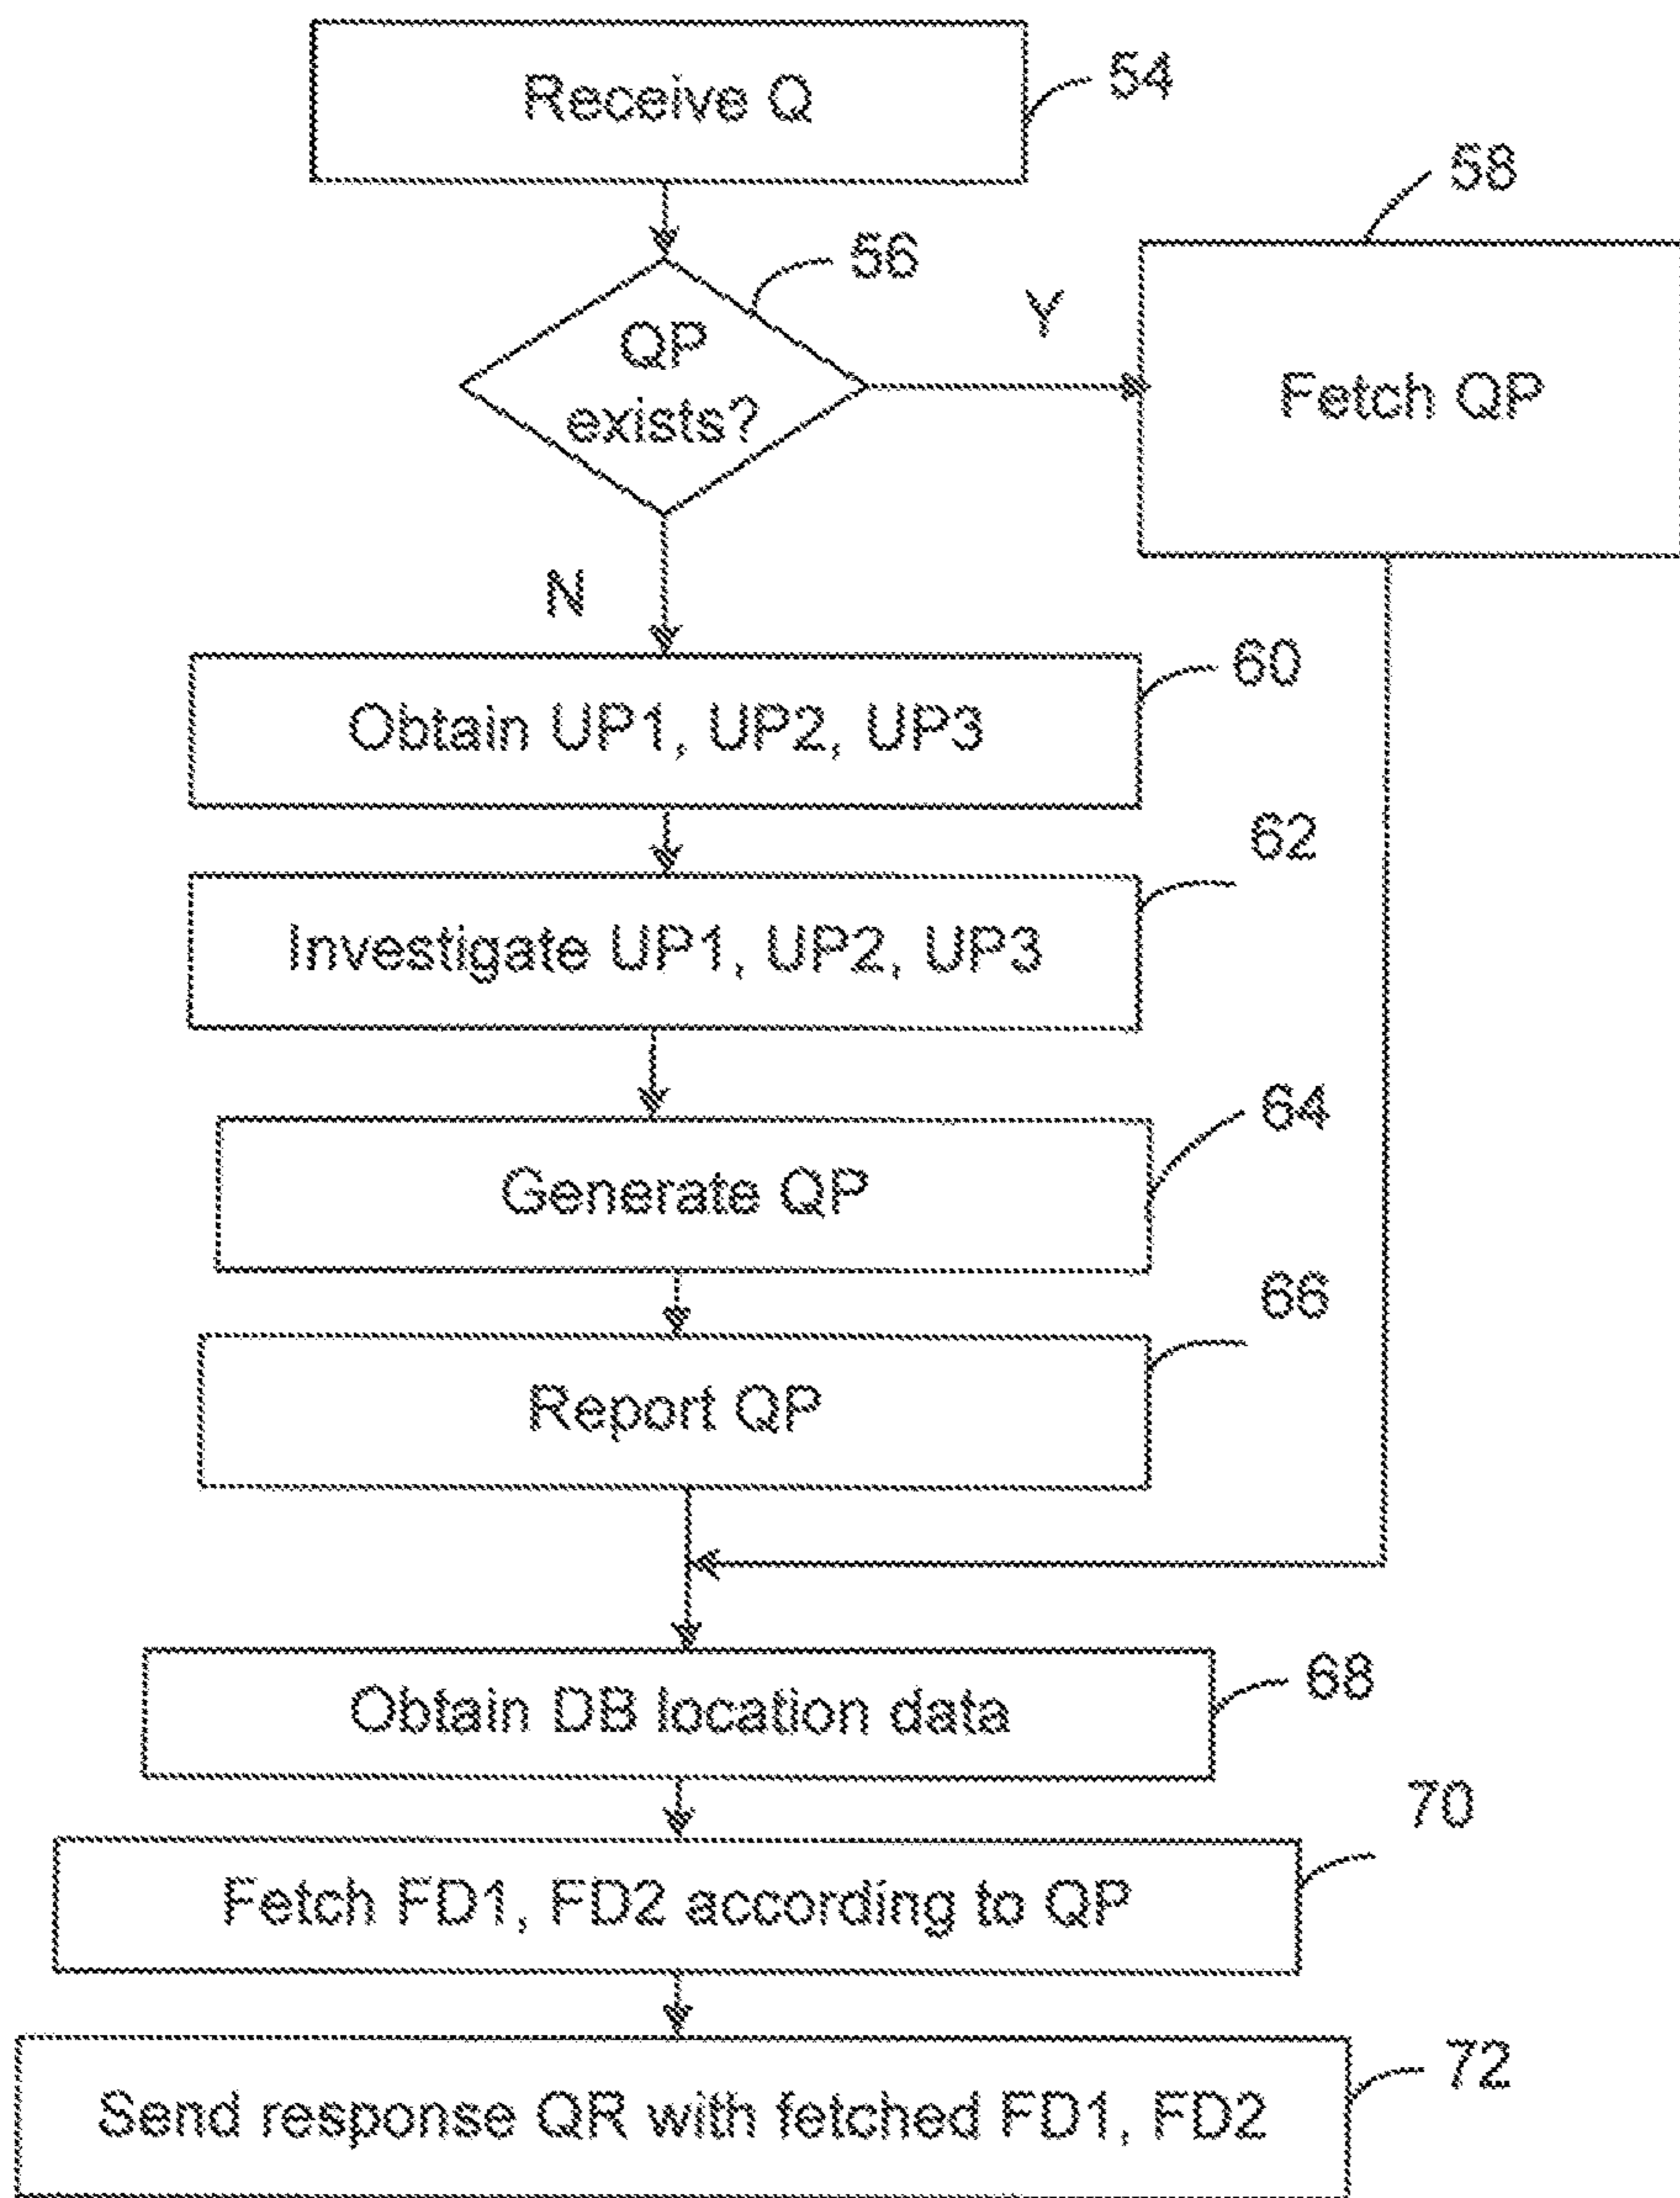 Receive Q
54
58
56
QP
exists?
Y
Fetch QP
N
60
Obtain UP1, UP2, UP3
62
Investigate UP1, UP2, UP3
64
Generate QP
66
Report QP
68
Obtain DB location data
70
Fetch FD1, FD2 according to QP
72
Send response QR with fetched FD1, FD2